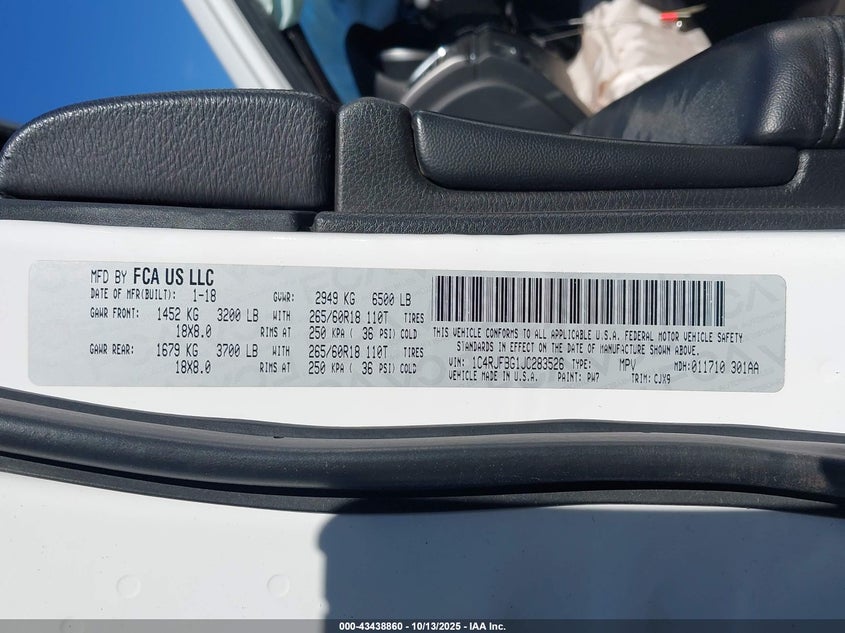 MFD BY FCA US LLC
DATE OF MFR(BUILT): 1-18 GVWR: 2949 KG 6500 LB
GAWR FRONT: 1452 KG 3200 LB WITH 265/60R18 110T TIRES
18X8.0 RIMS AT 250 KPA ( 36 PSI) COLD
GAWR REAR: 1679 KG 3700 LB WITH 265/60R18 110T TIRES
18X8.0 RIMS AT 250 KPA ( 36 PSI) COLD
THIS VEHICLE CONFORMS TO ALL APPLICABLE U.S.A. FEDERAL MOTOR VEHICLE SAFETY
STANDARDS IN EFFECT ON THE DATE OF MANUFACTURE SHOWN ABOVE.
VIN: 1C4RJFBG1JC283526 TYPE: MPV MDH:011710 301AA
VEHICLE MADE IN U.S.A. PAINT: PW7 TRIM: CJX9
000-43438860 - 10/13/2025 - IAA Inc.